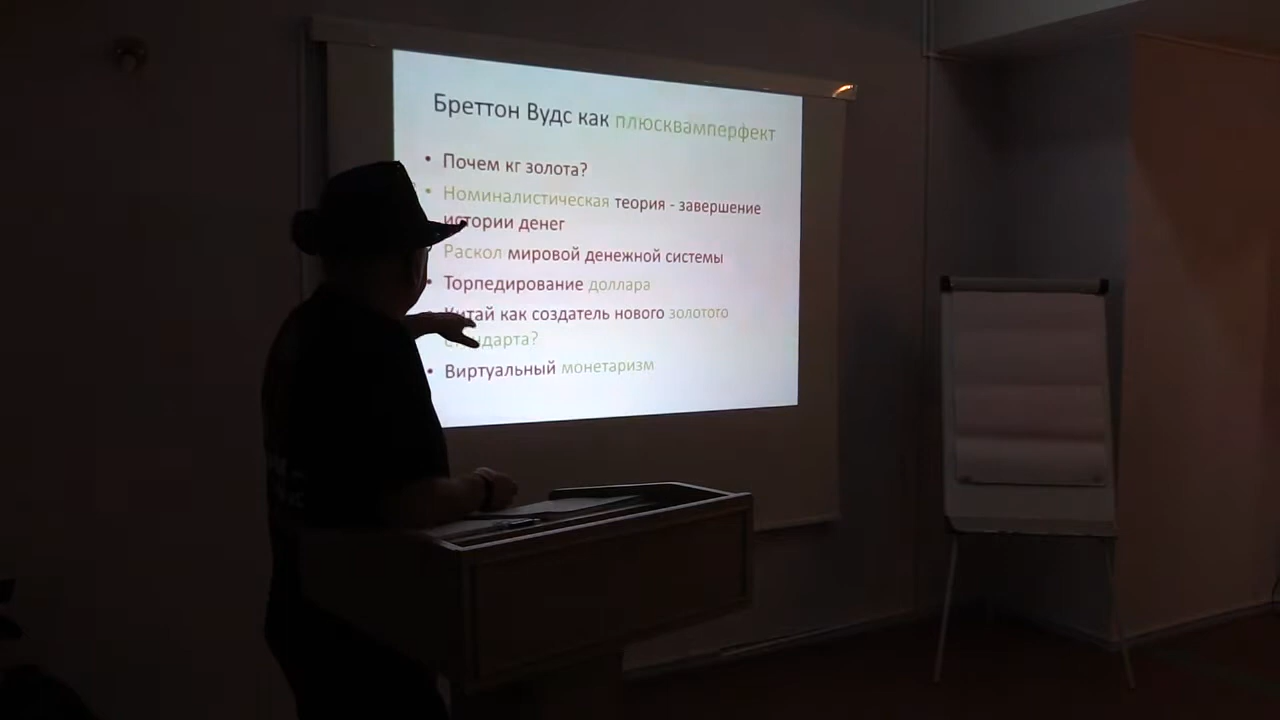 Бреттон Вудс как плюсквамперфект
• Почем кг золота?
• Номиналистическая теория - завершение
истории денег
Раскол мировой денежной системы
• Торпедирование доллара
Китай как создатель нового золотого
стандарта?
• Виртуальный монетаризм